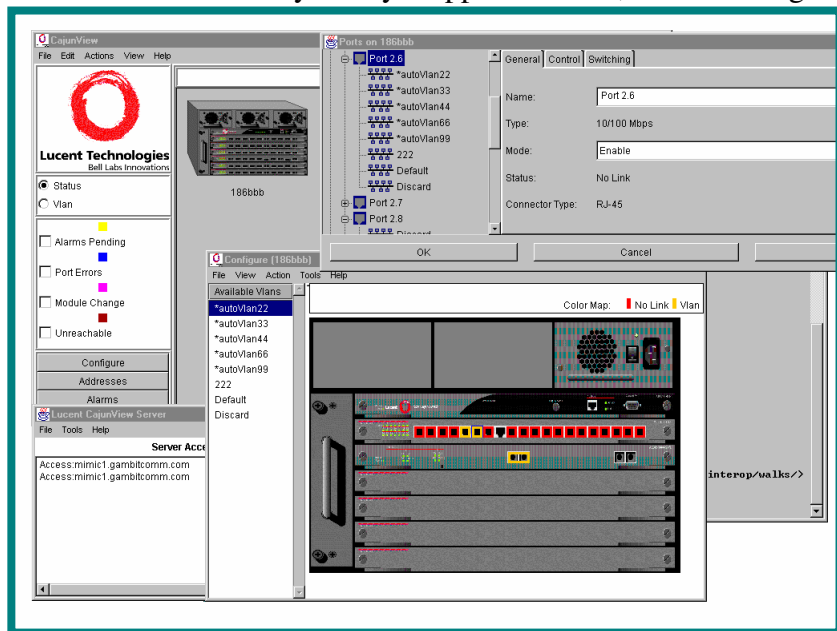 CajunView
File Edit Actions View Help
Lucent Technologies
Bell Labs Innovations
Status
Vlan
Alarms Pending
Port Errors
Module Change
Unreachable
Configure
Addresses
Alarms
186bbb
Ports on 186bbb
Port 2.6
*autoVlan22
*autoVlan33
*autoVlan44
*autoVlan66
*autoVlan99
222
Default
Discard
Port 2.7
Port 2.8
General Control Switching
Name: Port 2.6
Type: 10/100 Mbps
Mode: Enable
Status: No Link
Connector Type: RJ-45
OK Cancel
Configure (186bbb)
File View Action Tools Help
Available Vlans
*autoVlan22
*autoVlan33
*autoVlan44
*autoVlan66
*autoVlan99
222
Default
Discard
Color Map: No Link Vlan
Lucent CajunView Server
File Tools Help
Server Acce
Access:mimic1.gambitcomm.com
Access:mimic1.gambitcomm.com
interop/walks/>